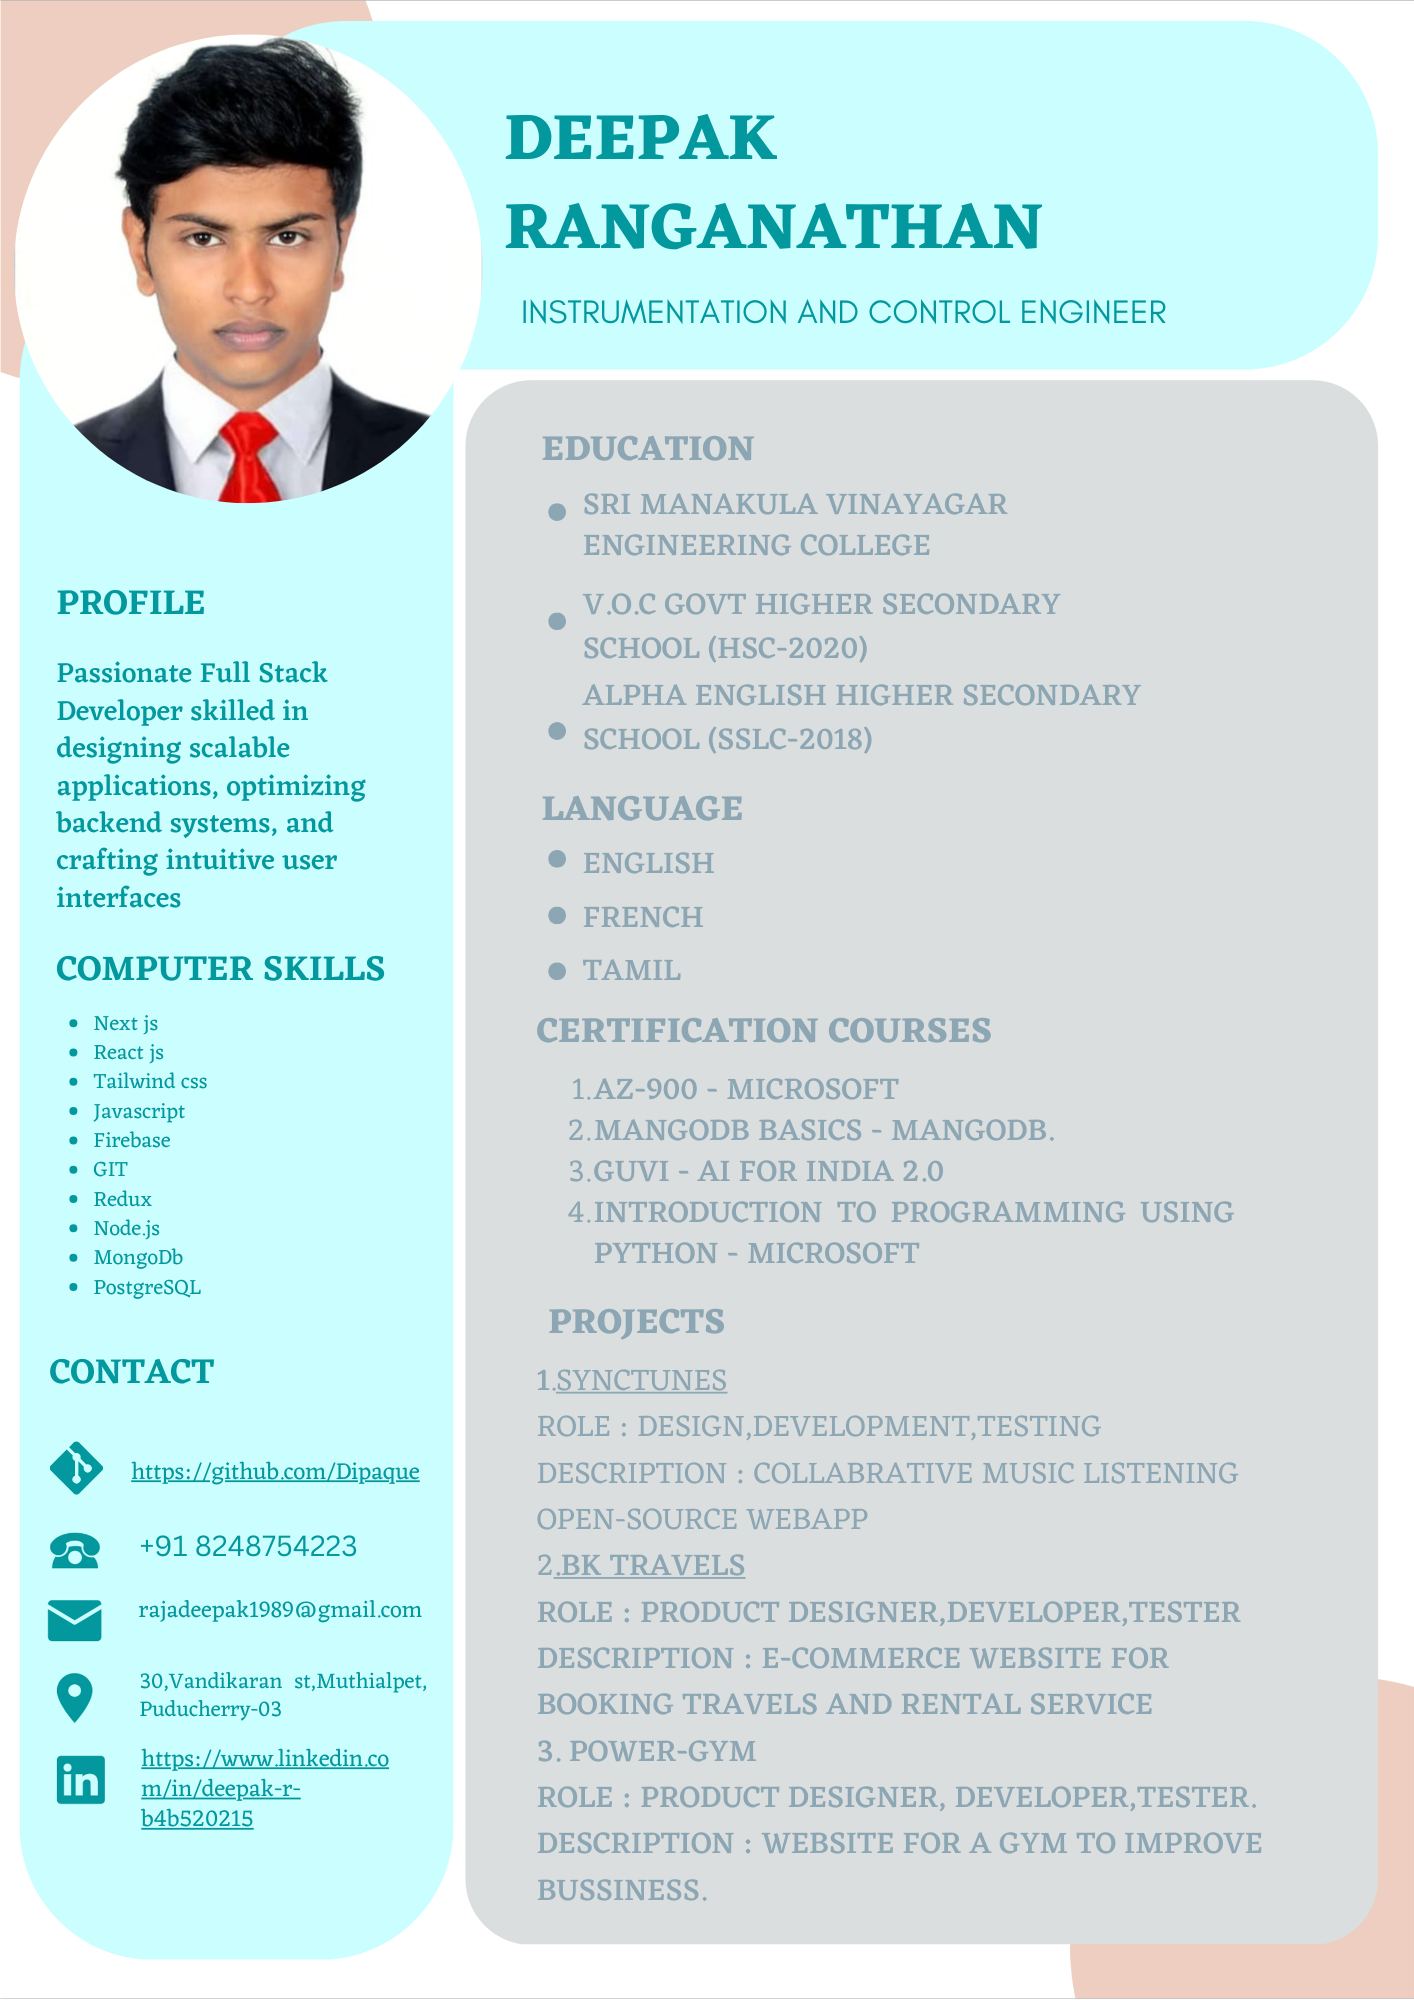 DEEPAK
RANGANATHAN
INSTRUMENTATION AND CONTROL ENGINEER
PROFILE
Passionate Full Stack
Developer skilled in
designing scalable
applications, optimizing
backend systems, and
crafting intuitive user
interfaces
COMPUTER SKILLS
Next js
React js
Tailwind css
Javascript
Firebase
GIT
Redux
Node.js
MongoDb
PostgreSQL
CONTACT
https://github.com/Dipaque
+91 8248754223
rajadeepak1989@gmail.com
30,Vandikaran st,Muthialpet,
Puducherry-03
in
https://www.linkedin.co
m/in/deepak-r-
b4b520215
EDUCATION
SRI MANAKULA VINAYAGAR
ENGINEERING COLLEGE
V.O.C GOVT HIGHER SECONDARY
SCHOOL (HSC-2020)
ALPHA ENGLISH HIGHER SECONDARY
SCHOOL (SSLC-2018)
LANGUAGE
ENGLISH
FRENCH
TAMIL
CERTIFICATION COURSES
1.AZ-900 - MICROSOFT
2.MANGODB BASICS - MANGODB.
3.GUVI - AI FOR INDIA 2.0
4.INTRODUCTION TO PROGRAMMING USING
PYTHON - MICROSOFT
PROJECTS
1.SYNCTUNES
ROLE : DESIGN,DEVELOPMENT,TESTING
DESCRIPTION : COLLABRATIVE MUSIC LISTENING
OPEN-SOURCE WEBAPP
2.BK TRAVELS
ROLE : PRODUCT DESIGNER,DEVELOPER,TESTER
DESCRIPTION : E-COMMERCE WEBSITE FOR
BOOKING TRAVELS AND RENTAL SERVICE
3. POWER-GYM
ROLE : PRODUCT DESIGNER, DEVELOPER,TESTER.
DESCRIPTION : WEBSITE FOR A GYM TO IMPROVE
BUSSINESS.